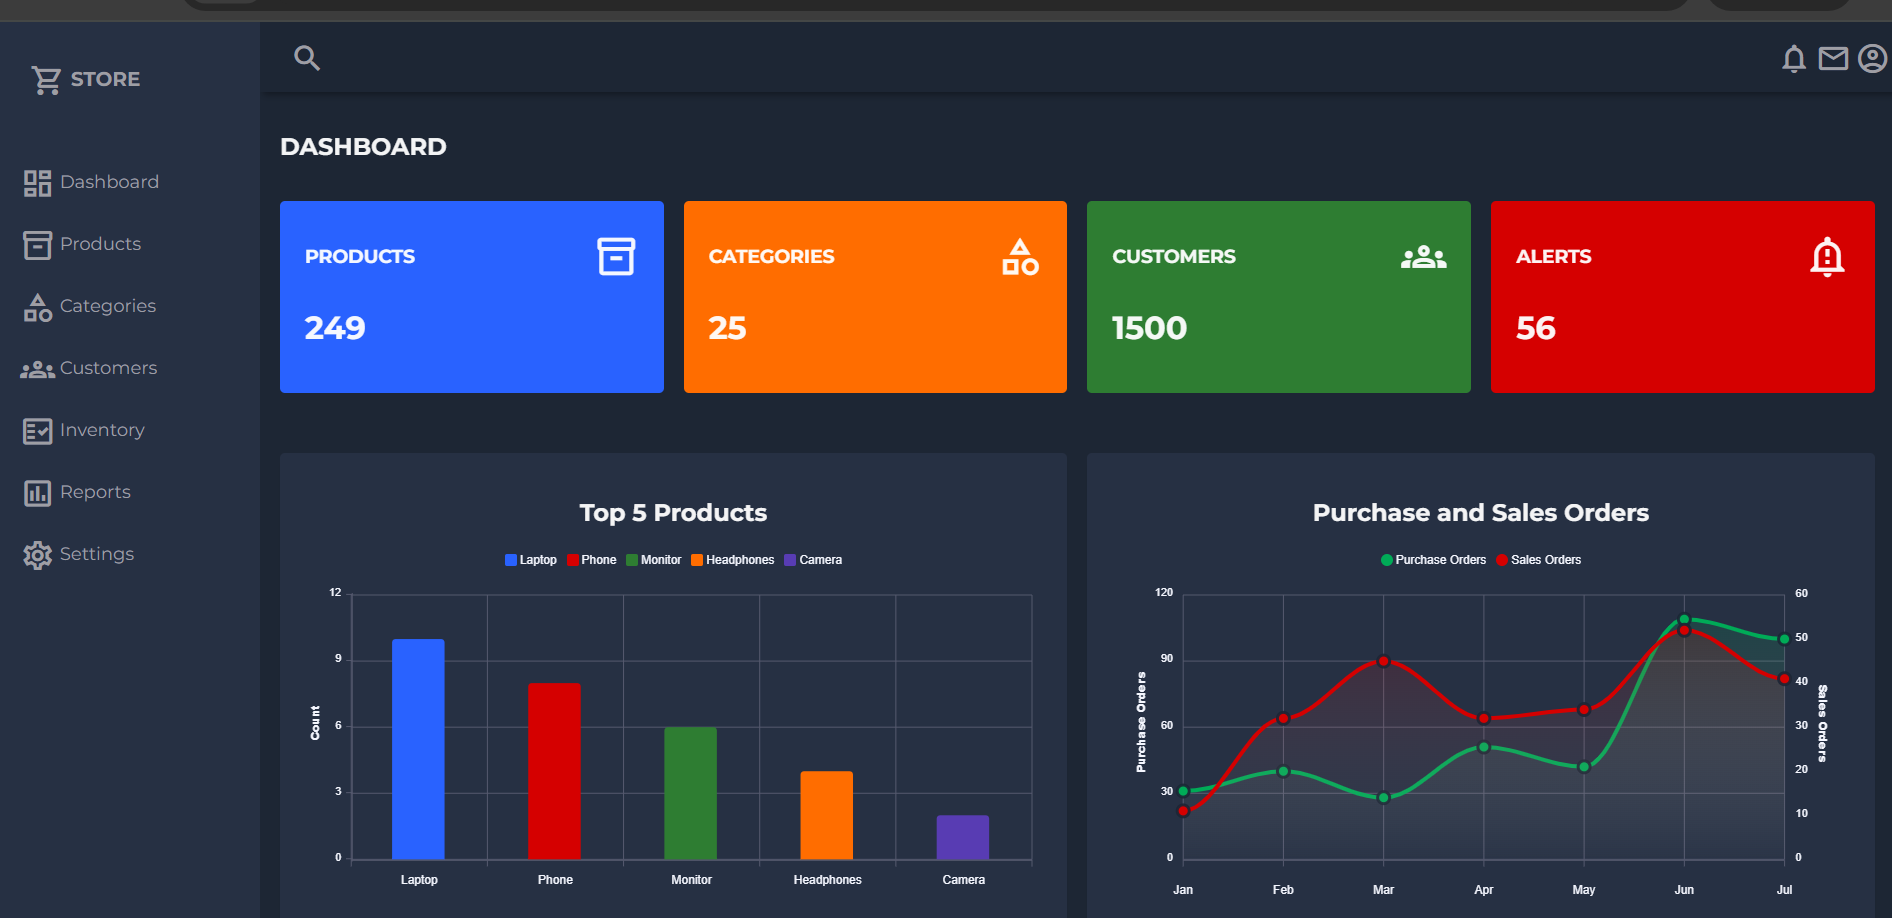 STORE
Dashboard
Products
Categories
Customers
Inventory
Reports
Settings
DASHBOARD
PRODUCTS
249
CATEGORIES
25
CUSTOMERS
1500
ALERTS
56
Top 5 Products
Laptop Phone Monitor Headphones Camera
12
9
6
3
0
Count
Laptop Phone Monitor Headphones Camera
Purchase and Sales Orders
Purchase Orders Sales Orders
120
90
60
30
0
Purchase Orders
60
50
40
30
20
10
0
Sales Orders
Jan Feb Mar Apr May Jun Jul